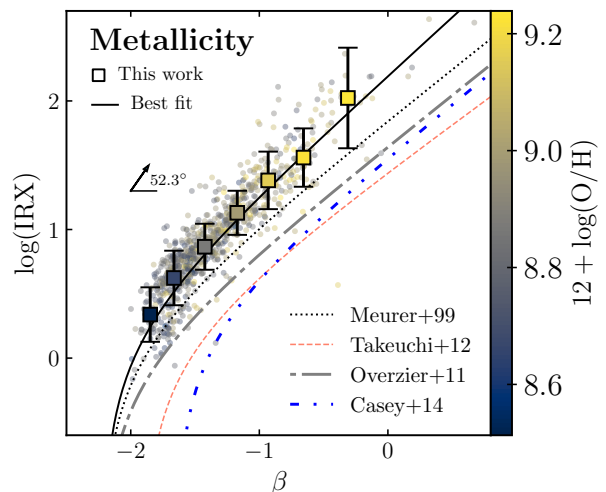 Metallicity
This work
Best fit
52.3°
Meurer+99
Takeuchi+12
Overzier+11
Casey+14
log(IRX)
2
1
0
−2
−1
0
β
9.2
9.0
8.8
8.6
12 + log(O/H)